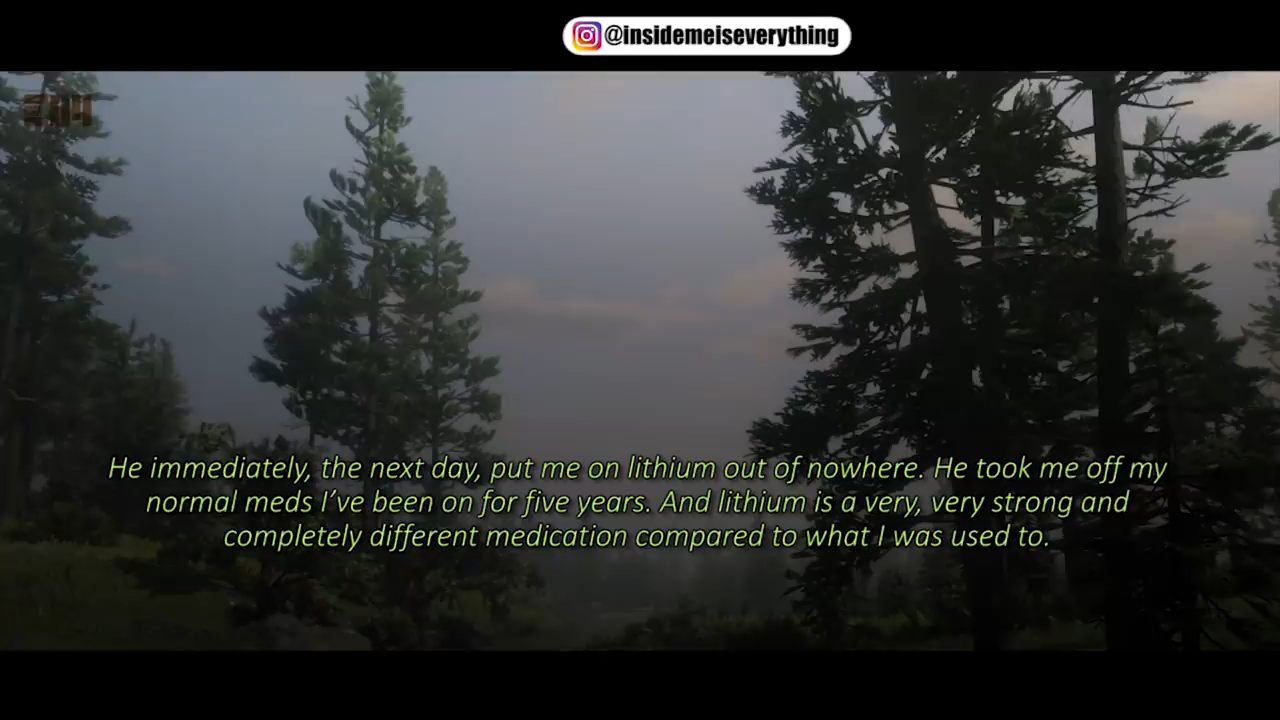 @insidemeiseverything
He immediately, the next day, put me on lithium out of nowhere. He took me off my
normal meds I've been on for five years. And lithium is a very, very strong and
completely different medication compared to what I was used to.